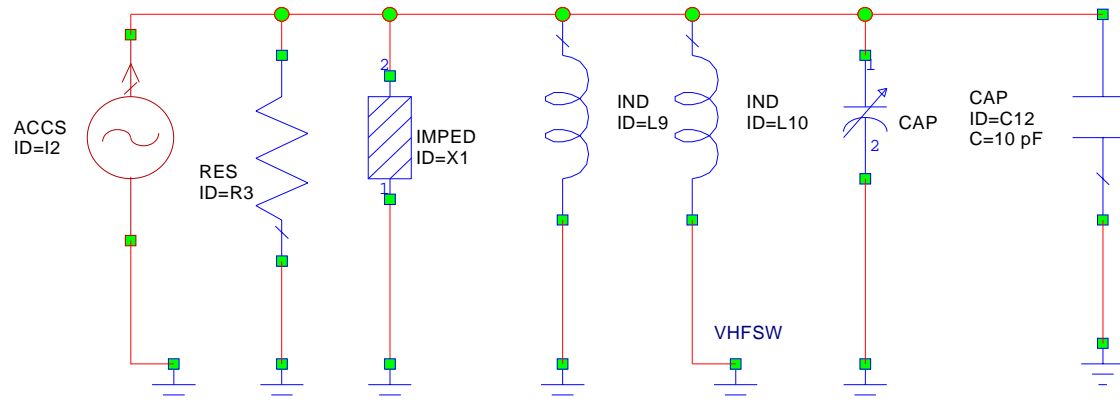 ACCS
ID=I2
RES
ID=R3
2
IMPED
ID=X1
1
IND
ID=L9
IND
ID=L10
VHFSW
1
CAP
2
CAP
ID=C12
C=10 pF